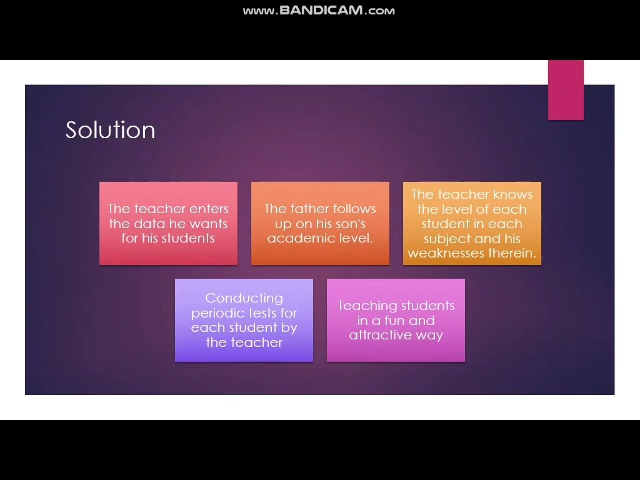 www.BANDICAM.com
Solution
The teacher enters
the data he wants
for his students
The father follows
up on his son's
academic level.
The teacher knows
the level of each
student in each
subject and his
weaknesses therein.
Conducting
periodic tests for
each student by
the teacher
Teaching students
in a fun and
attractive way